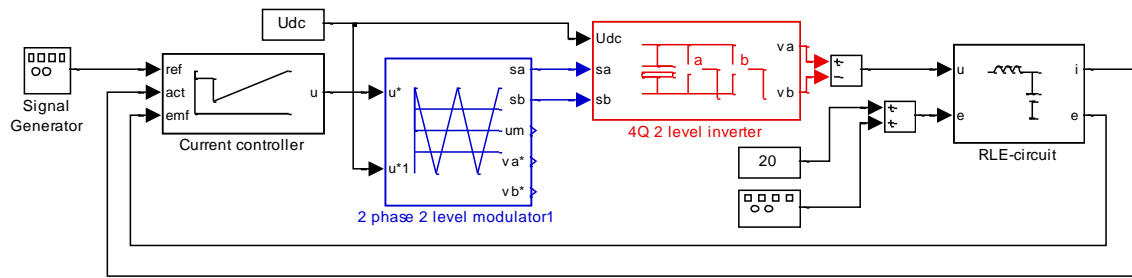 Udc
Signal
Generator
ref
act
emf
u
Current controller
u*
u*1
sa
sb
um
va*
vb*
2 phase 2 level modulator1
Udc
sa
sb
a
b
va
vb
4Q 2 level inverter
+
-
20
+
+
u
e
i
e
RLE-circuit